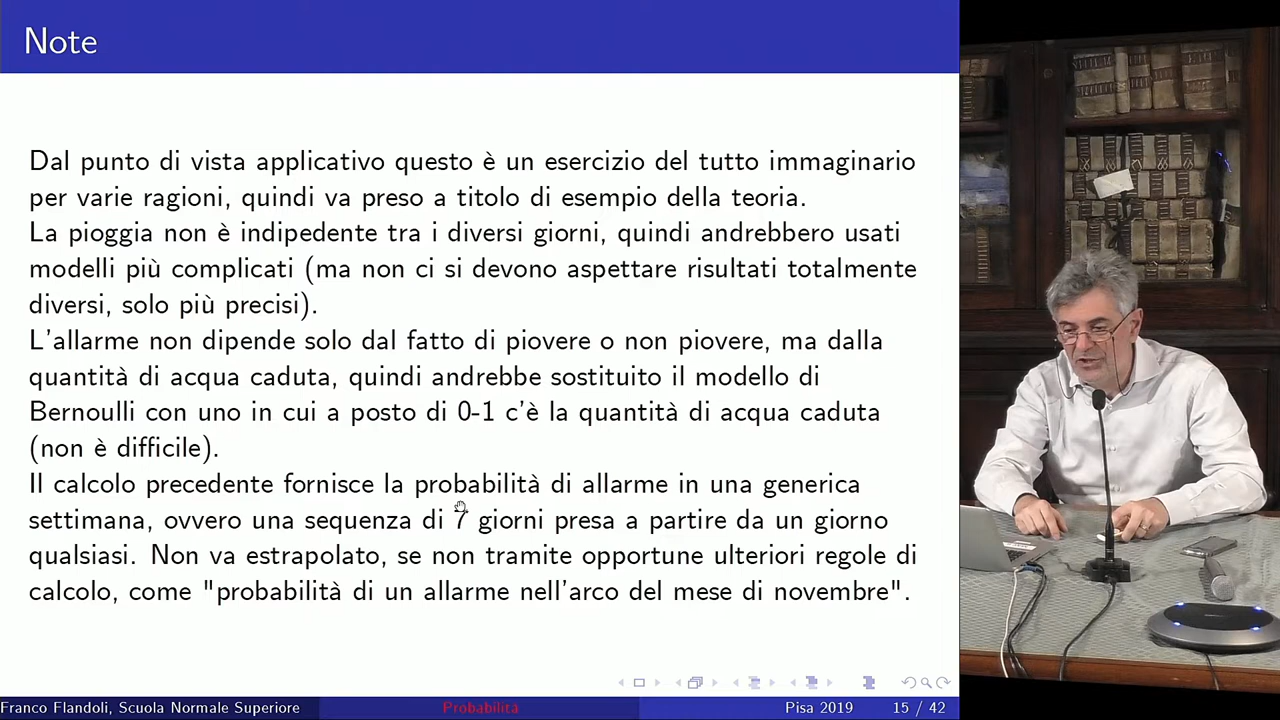 Note
Dal punto di vista applicativo questo è un esercizio del tutto immaginario
per varie ragioni, quindi va preso a titolo di esempio della teoria.
La pioggia non è indipedente tra i diversi giorni, quindi andrebbero usati
modelli più complicati (ma non ci si devono aspettare risultati totalmente
diversi, solo più precisi).
L'allarme non dipende solo dal fatto di piovere o non piovere, ma dalla
quantità di acqua caduta, quindi andrebbe sostituito il modello di
Bernoulli con uno in cui a posto di 0-1 c'è la quantità di acqua caduta
(non è difficile).
Il calcolo precedente fornisce la probabilità di allarme in una generica
settimana, ovvero una sequenza di 7 giorni presa a partire da un giorno
qualsiasi. Non va estrapolato, se non tramite opportune ulteriori regole di
calcolo, come "probabilità di un allarme nell'arco del mese di novembre".
Franco Flandoli, Scuola Normale Superiore Probabilità Pisa 2019 15 / 42